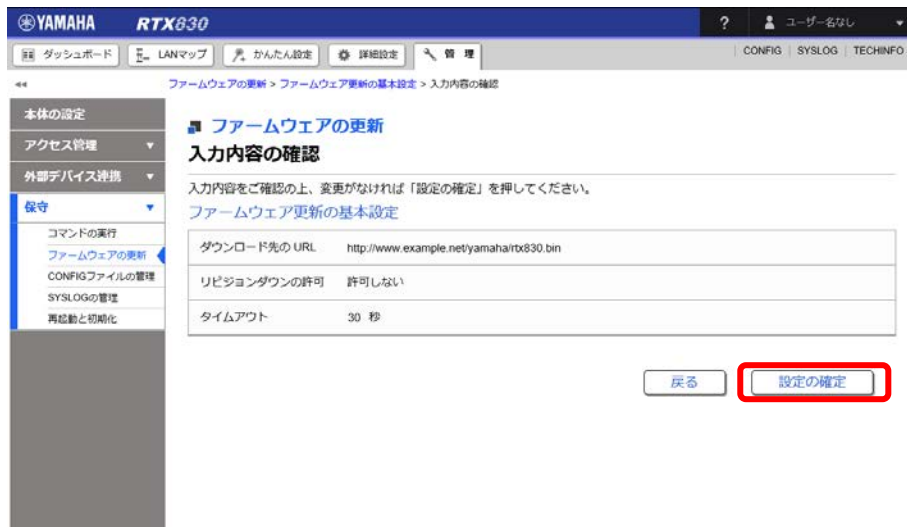 YAMAHA RTX830 ? ユーザー名なし
ダッシュボード LANマップ かんたん設定 詳細設定 管理 CONFIG SYSLOG TECHINFO
ファームウェアの更新 > ファームウェア更新の基本設定 > 入力内容の確認
本体の設定
アクセス管理
外部デバイス連携
保守
コマンドの実行
ファームウェアの更新
CONFIGファイルの管理
SYSLOGの管理
再起動と初期化
ファームウェアの更新
入力内容の確認
入力内容をご確認の上、変更がなければ「設定の確定」を押してください。
ファームウェア更新の基本設定
ダウンロード先の URL http://www.example.net/yamaha/rtx830.bin
リビジョンダウンの許可 許可しない
タイムアウト 30 秒
戻る 設定の確定